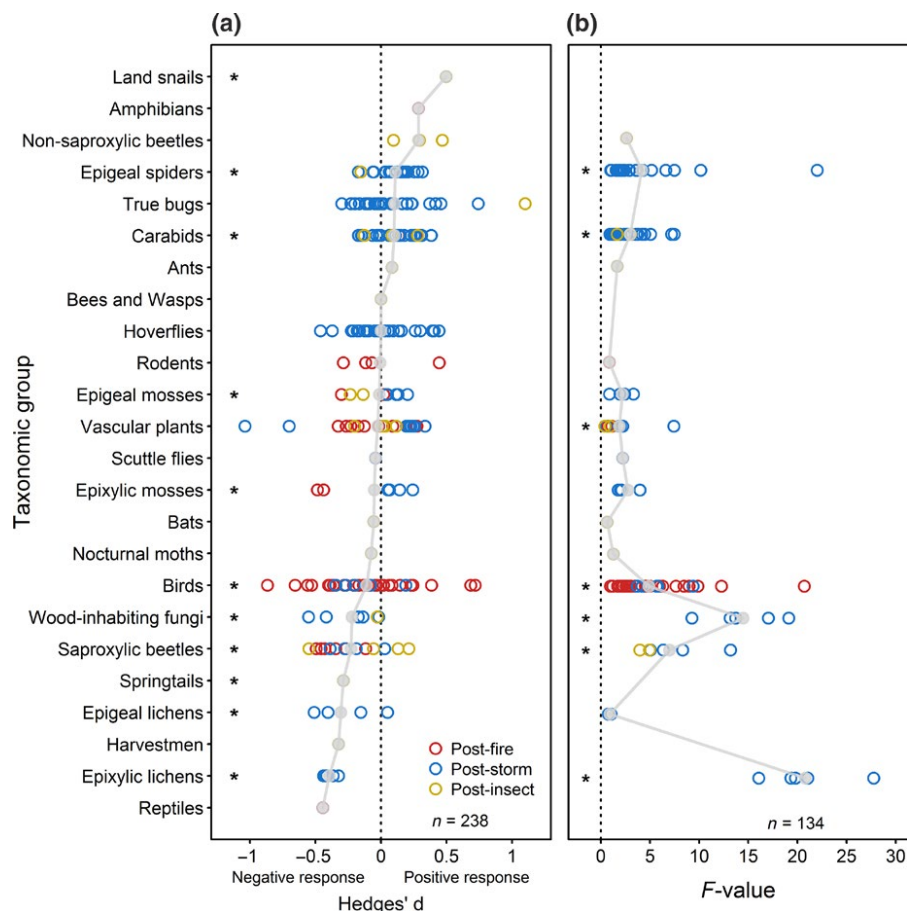 (a)
(b)
Taxonomic group
Land snails *
Amphibians
Non-saproxylic beetles
Epigeal spiders * *
True bugs
Carabids * *
Ants
Bees and Wasps
Hoverflies
Rodents
Epigeal mosses *
Vascular plants *
Scuttle flies
Epixylic mosses *
Bats
Nocturnal moths
Birds * *
Wood-inhabiting fungi * *
Saproxylic beetles * *
Springtails *
Epigeal lichens *
Harvestmen
Epixylic lichens * *
Reptiles
Post-fire
Post-storm
Post-insect
n = 238
n = 134
−1 −0.5 0 0.5 1
Negative response Positive response
Hedges' d
0 5 10 15 20 25 30
F-value